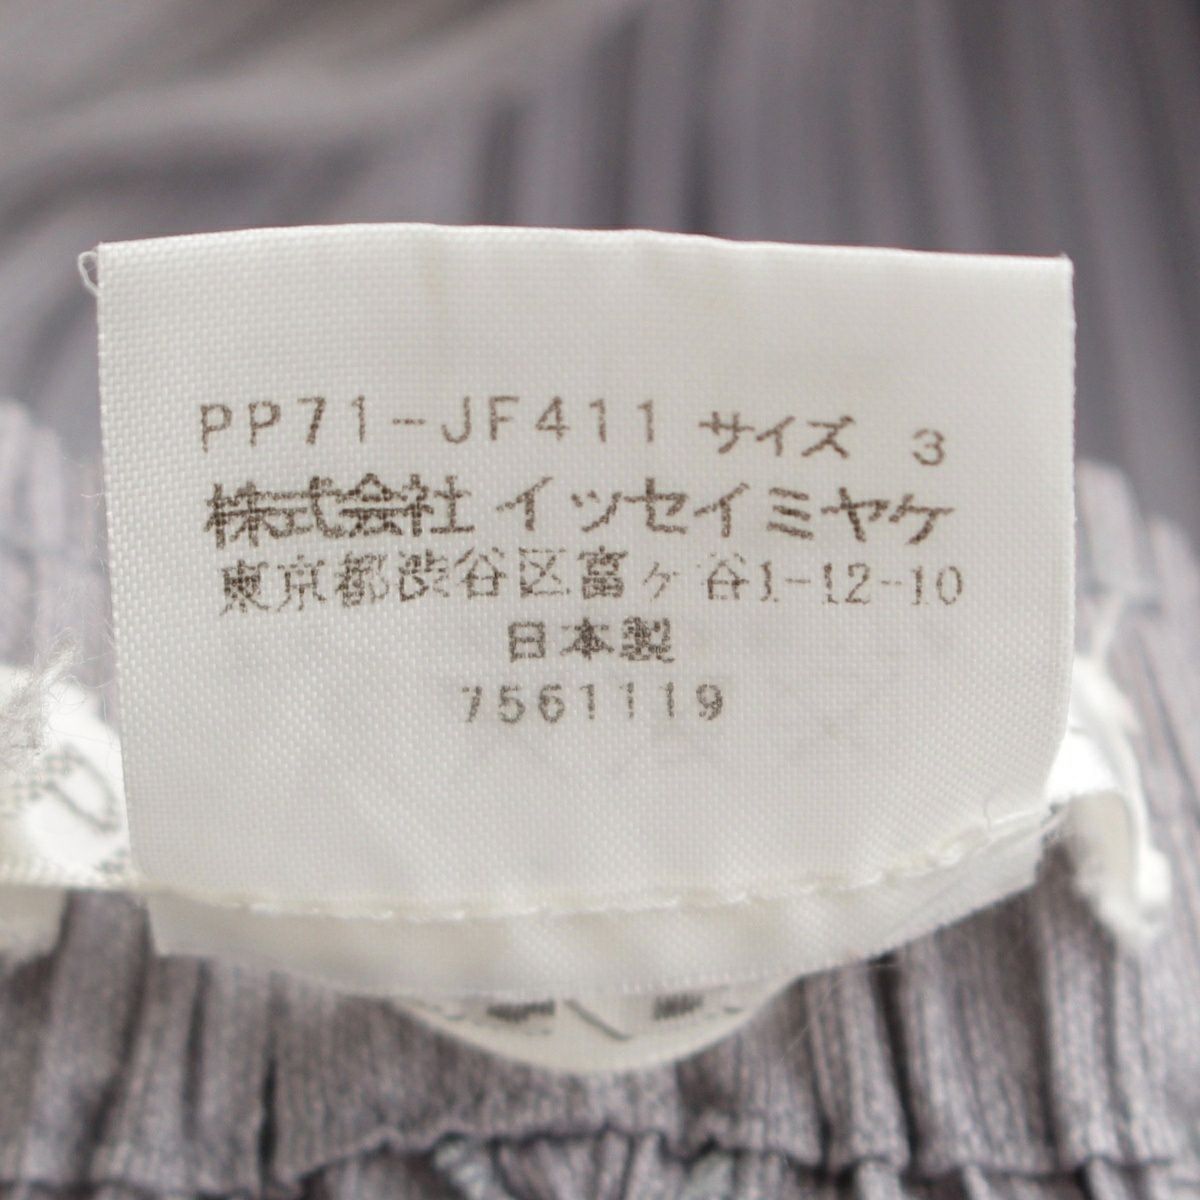 PP71-JF411 サイズ 3
株式会社 イッセイミヤケ
東京都渋谷区富ヶ谷1-12-10
日本製
7561119